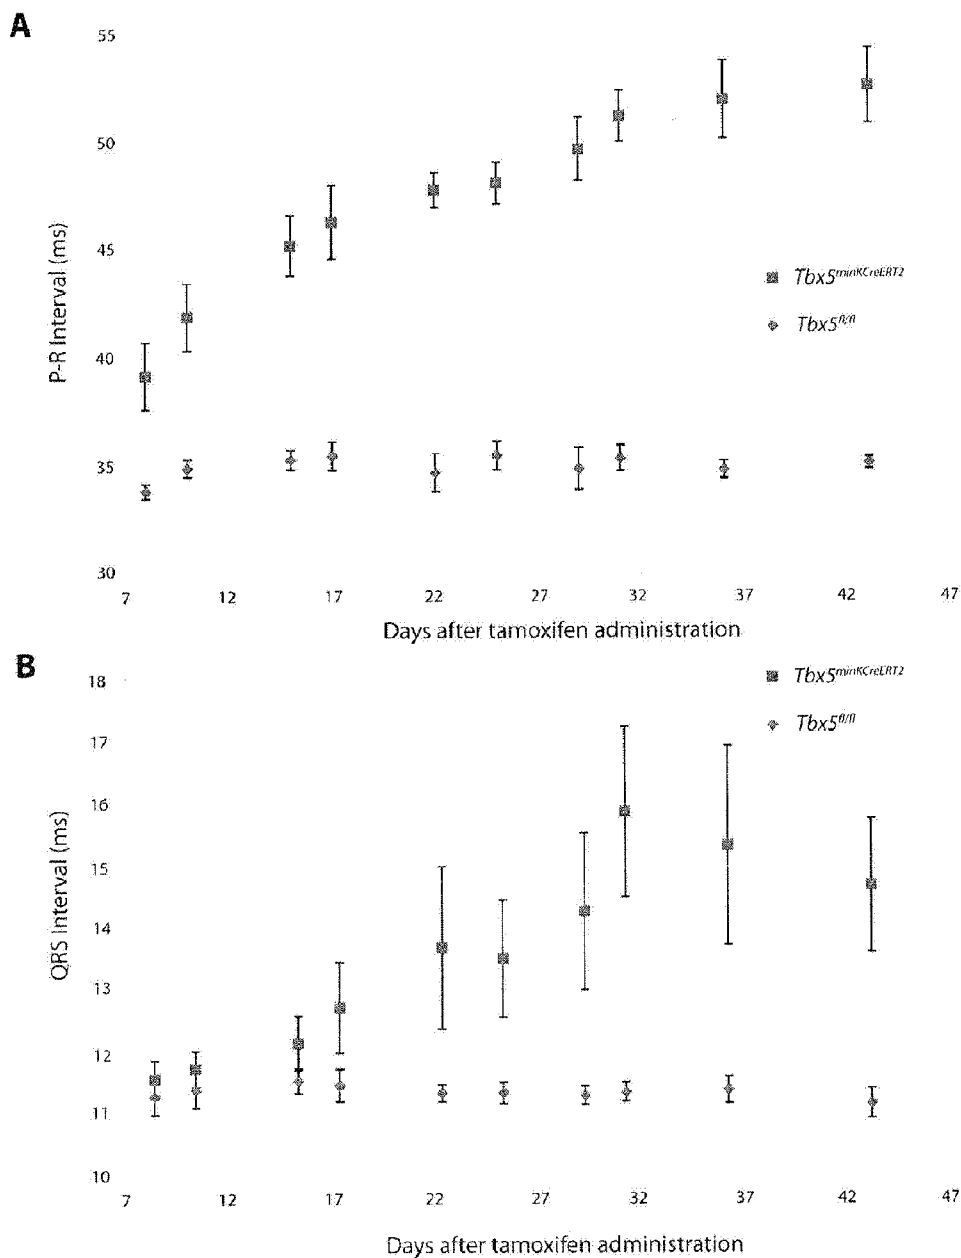 A
55
50
45
40
35
30
P-R Interval (ms)
Tbx5minKCreERT2
Tbx5fl/fl
7 12 17 22 27 32 37 42 47
Days after tamoxifen administration
B
18
17
16
15
14
13
12
11
10
QRS Interval (ms)
Tbx5minKCreERT2
Tbx5fl/fl
7 12 17 22 27 32 37 42 47
Days after tamoxifen administration